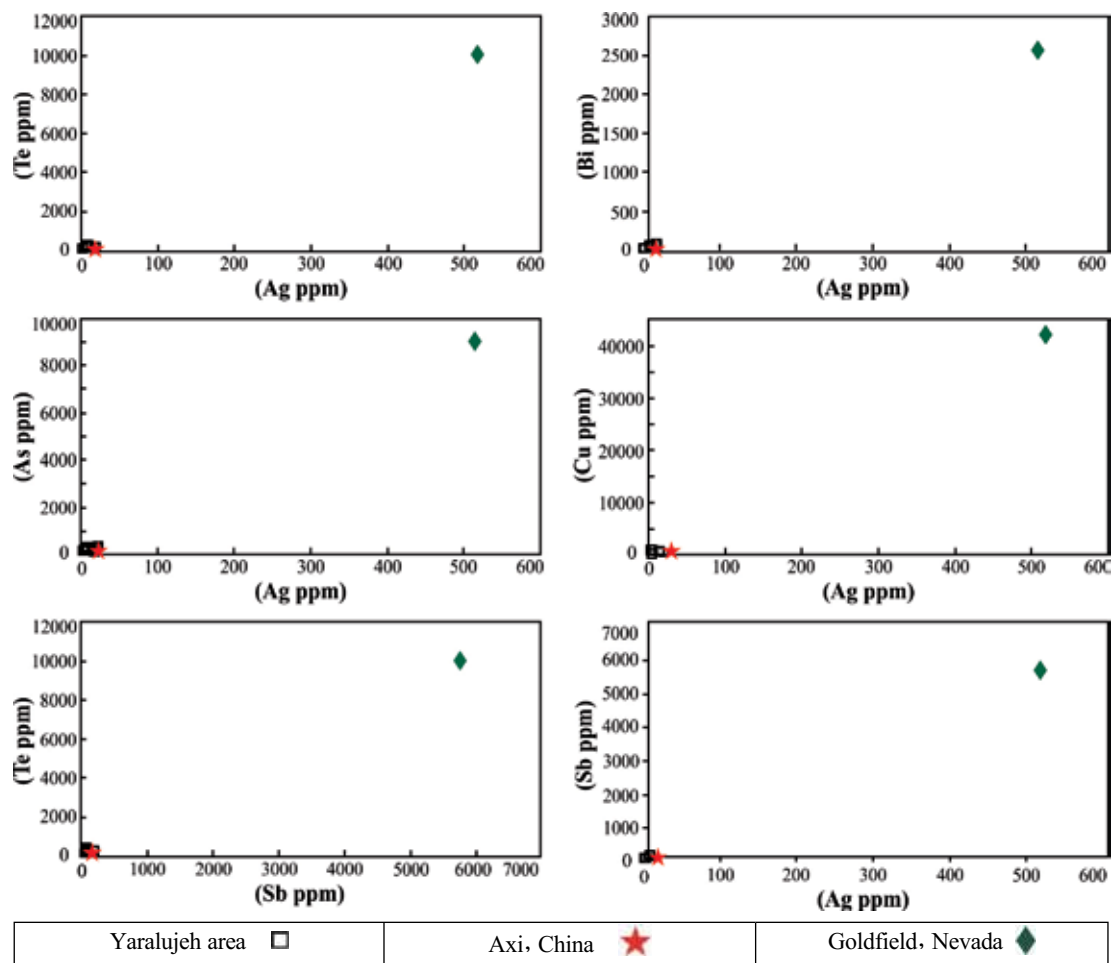 12000
10000
8000
6000
4000
2000
0
(Te ppm)
0 100 200 300 400 500 600
(Ag ppm)
3000
2500
2000
1500
1000
500
0
(Bi ppm)
0 100 200 300 400 500 600
(Ag ppm)
10000
8000
6000
4000
2000
0
(As ppm)
0 100 200 300 400 500 600
(Ag ppm)
40000
30000
20000
10000
0
(Cu ppm)
0 100 200 300 400 500 600
(Ag ppm)
12000
10000
8000
6000
4000
2000
0
(Te ppm)
0 1000 2000 3000 4000 5000 6000 7000
(Sb ppm)
7000
6000
5000
4000
3000
2000
1000
0
(Sb ppm)
0 100 200 300 400 500 600
(Ag ppm)
Yaralujeh area
Axi, China
Goldfield, Nevada